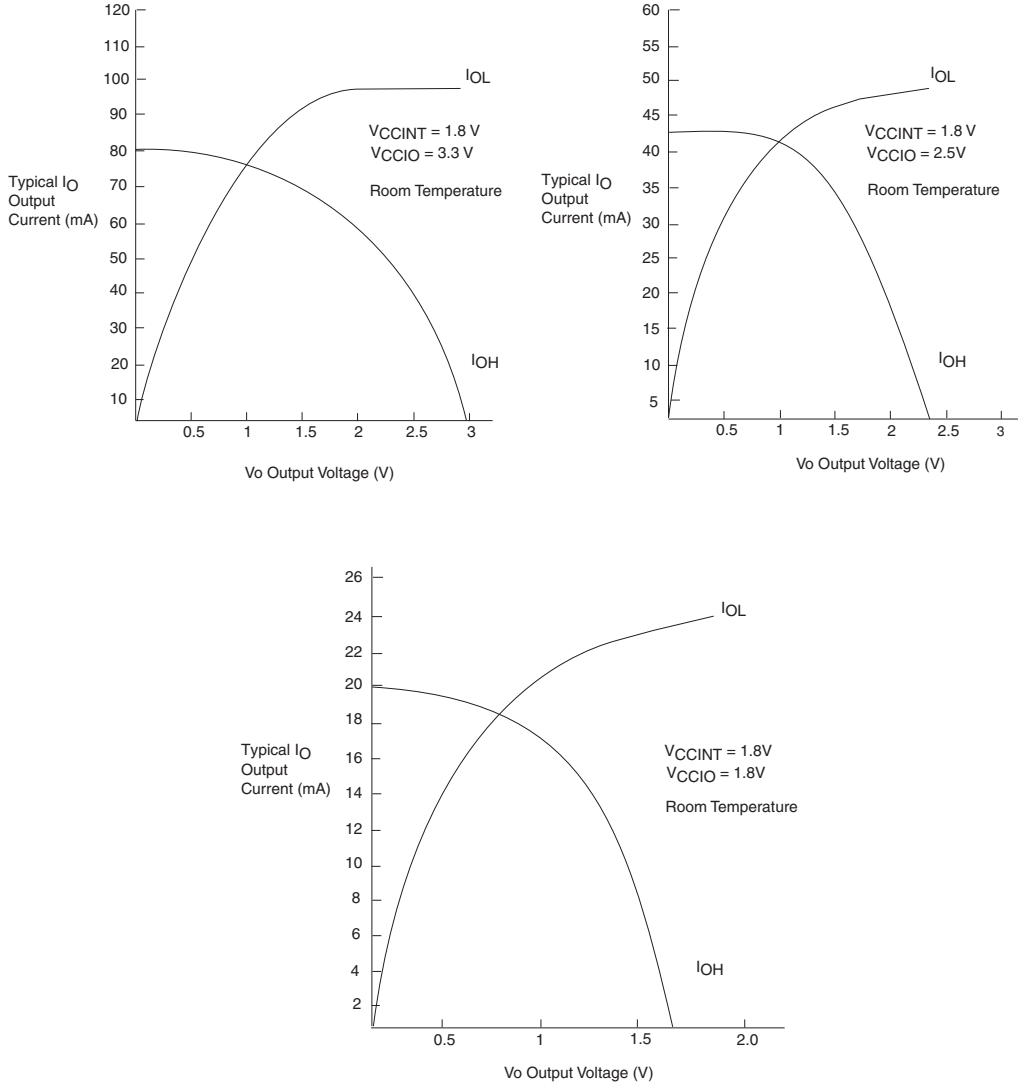 120
110
100
90
80
70
60
50
40
30
20
10
Typical IO
Output
Current (mA)
IOL
VCCINT = 1.8 V
VCCIO = 3.3 V
Room Temperature
IOH
0.5 1 1.5 2 2.5 3
Vo Output Voltage (V)
60
55
50
45
40
35
30
25
20
15
10
5
Typical IO
Output
Current (mA)
IOL
VCCINT = 1.8 V
VCCIO = 2.5V
Room Temperature
IOH
0.5 1 1.5 2 2.5 3
Vo Output Voltage (V)
26
24
22
20
18
16
14
12
10
8
6
4
2
Typical IO
Output
Current (mA)
IOL
VCCINT = 1.8V
VCCIO = 1.8V
Room Temperature
IOH
0.5 1 1.5 2.0
Vo Output Voltage (V)